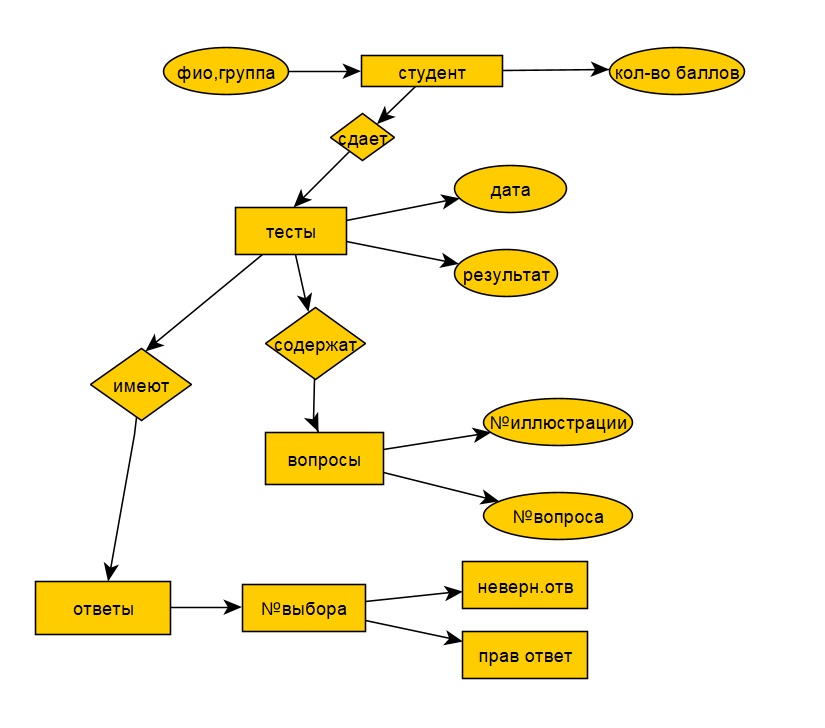 фио,группа
студент
кол-во баллов
сдает
дата
тесты
результат
содержат
имеют
№иллюстрации
вопросы
№вопроса
неверн.отв
ответы
№выбора
прав ответ